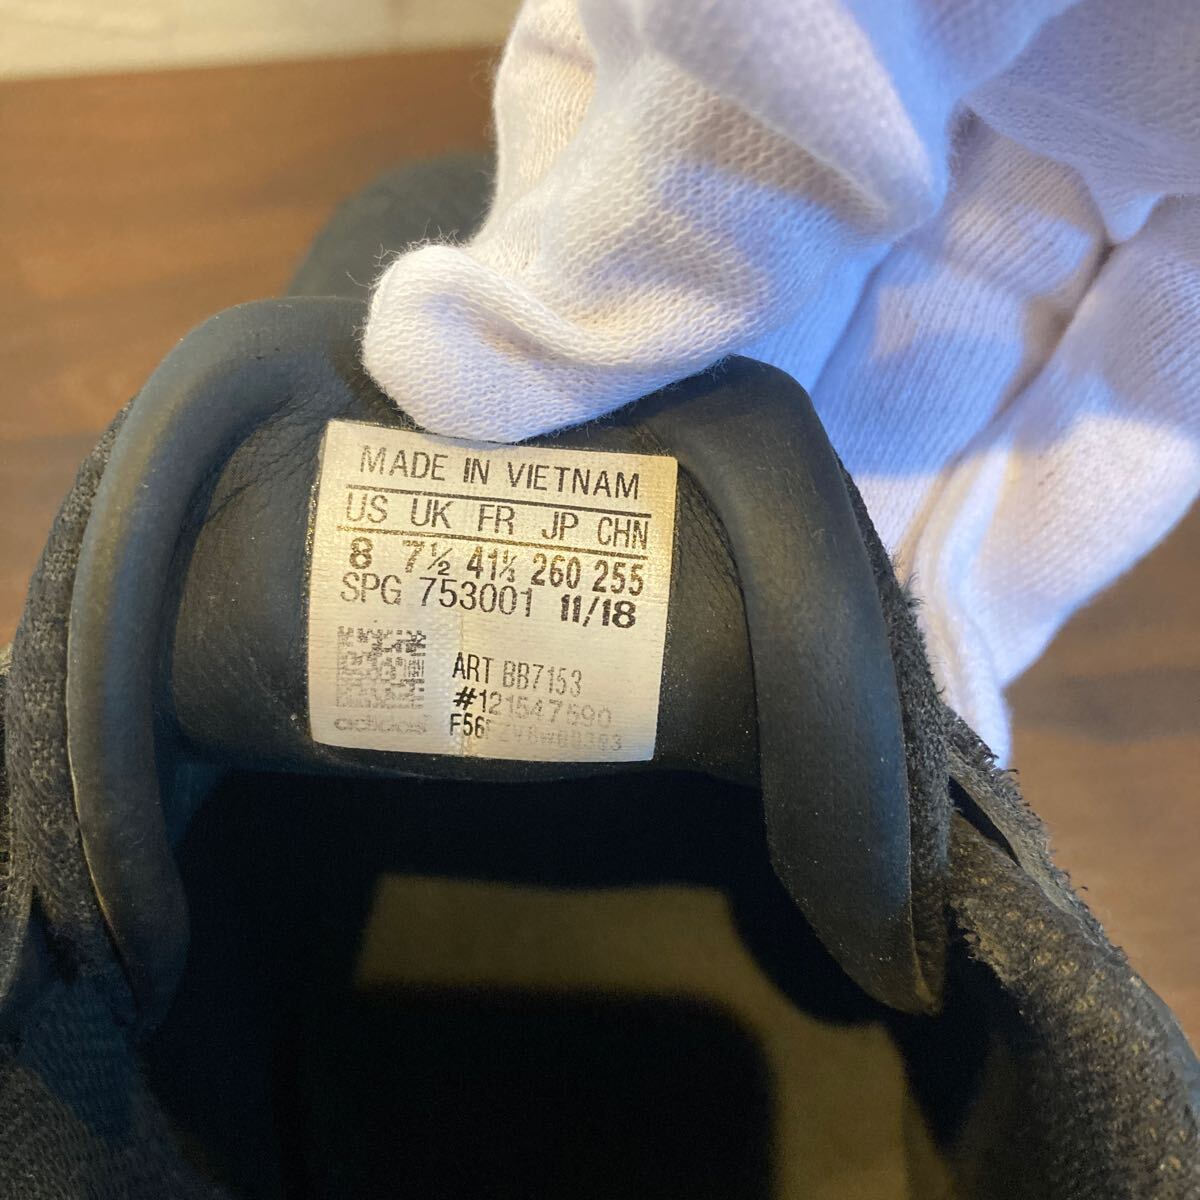 MADE IN VIETNAM
US UK FR JP CHN
8 7½ 41⅓ 260 255
SPG 753001 11/18
ART BB7153
#121547690
adidas